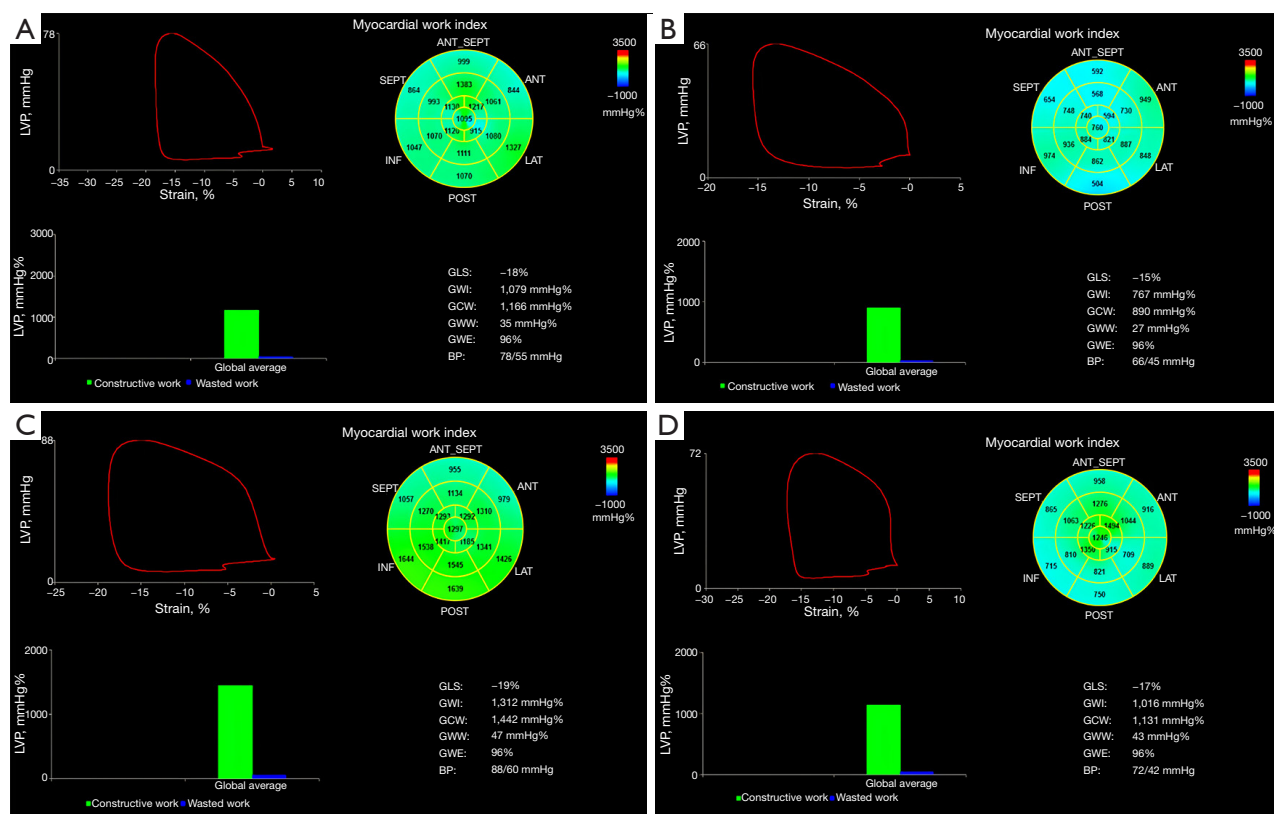 A
Myocardial work index
78
LVP, mmHg
0
−35 −30 −25 −20 −15 −10 −5 −0 5 10
Strain, %
ANT_SEPT
SEPT
ANT
INF
LAT
POST
999
864
844
1383
993
1061
1138
1217
1095
1070
1120
915
1080
1047
1327
1111
1070
3500
−1000
mmHg%
LVP, mmHg%
3000
2000
1000
0
Global average
Constructive work
Wasted work
GLS: −18%
GWI: 1,079 mmHg%
GCW: 1,166 mmHg%
GWW: 35 mmHg%
GWE: 96%
BP: 78/55 mmHg
B
Myocardial work index
66
LVP, mmHg
0
−20 −15 −10 −5 −0 5
Strain, %
ANT_SEPT
SEPT
ANT
INF
LAT
POST
592
654
949
568
748
730
740
594
760
936
884
821
887
974
848
862
504
3500
−1000
mmHg%
LVP, mmHg%
2000
1000
0
Global average
Constructive work
Wasted work
GLS: −15%
GWI: 767 mmHg%
GCW: 890 mmHg%
GWW: 27 mmHg%
GWE: 96%
BP: 66/45 mmHg
C
Myocardial work index
88
LVP, mmHg
0
−25 −20 −15 −10 −5 −0 5
Strain, %
ANT_SEPT
SEPT
ANT
INF
LAT
POST
955
1057
979
1134
1270
1310
1292
1297
1538
1417
1185
1341
1644
1426
1545
1639
3500
−1000
mmHg%
LVP, mmHg%
2000
1000
0
Global average
Constructive work
Wasted work
GLS: −19%
GWI: 1,312 mmHg%
GCW: 1,442 mmHg%
GWW: 47 mmHg%
GWE: 96%
BP: 88/60 mmHg
D
Myocardial work index
72
LVP, mmHg
0
−30 −25 −20 −15 −10 −5 −0 5 10
Strain, %
ANT_SEPT
SEPT
ANT
INF
LAT
POST
958
865
916
1276
1063
1044
1226
1494
1246
810
1350
915
709
715
889
821
750
3500
−1000
mmHg%
LVP, mmHg%
2000
1000
0
Global average
Constructive work
Wasted work
GLS: −17%
GWI: 1,016 mmHg%
GCW: 1,131 mmHg%
GWW: 43 mmHg%
GWE: 96%
BP: 72/42 mmHg